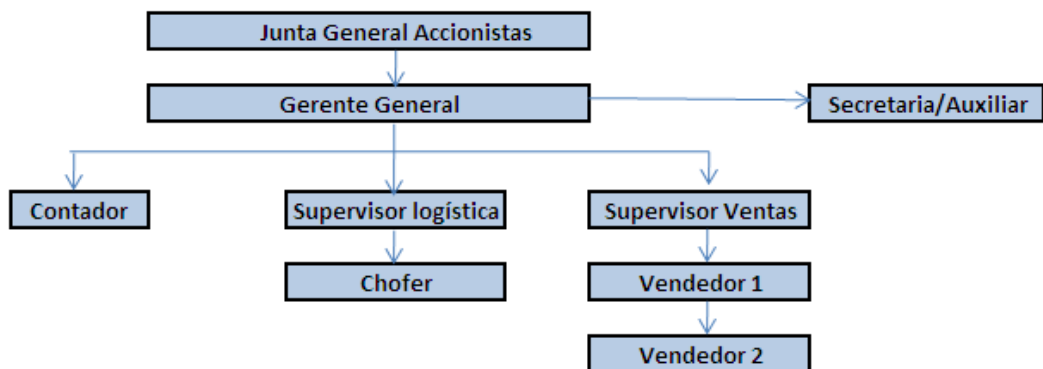 Junta General Accionistas
Gerente General
Secretaria/Auxiliar
Contador
Supervisor logística
Supervisor Ventas
Chofer
Vendedor 1
Vendedor 2